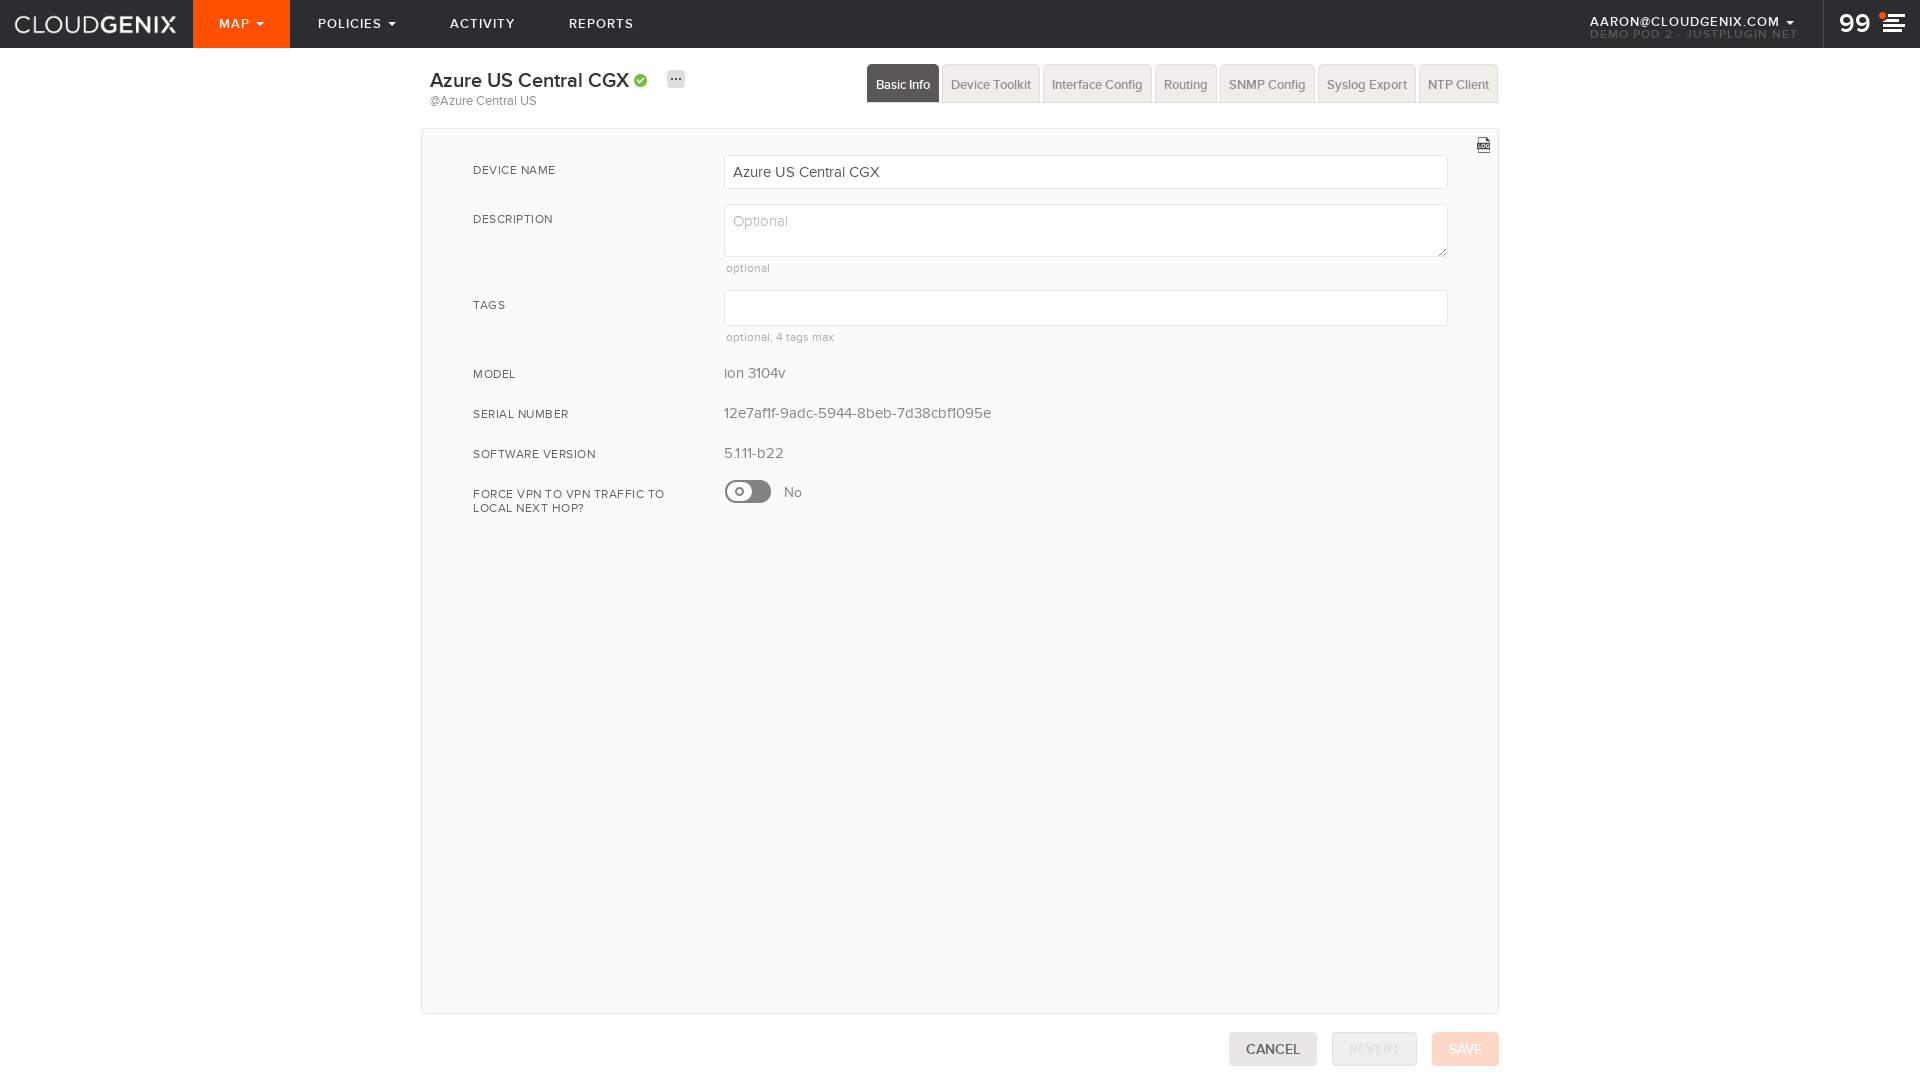 CLOUDGENIX
MAP
POLICIES
ACTIVITY
REPORTS
AARON@CLOUDGENIX.COM
DEMO POD 2 - JUSTPLUGIN.NET
99
Azure US Central CGX
@Azure Central US
Basic Info
Device Toolkit
Interface Config
Routing
SNMP Config
Syslog Export
NTP Client
LOG
DEVICE NAME
Azure US Central CGX
DESCRIPTION
Optional
optional
TAGS
optional, 4 tags max
MODEL
ion 3104v
SERIAL NUMBER
12e7af1f-9adc-5944-8beb-7d38cbf1095e
SOFTWARE VERSION
5.1.11-b22
FORCE VPN TO VPN TRAFFIC TO
LOCAL NEXT HOP?
No
CANCEL
REVERT
SAVE